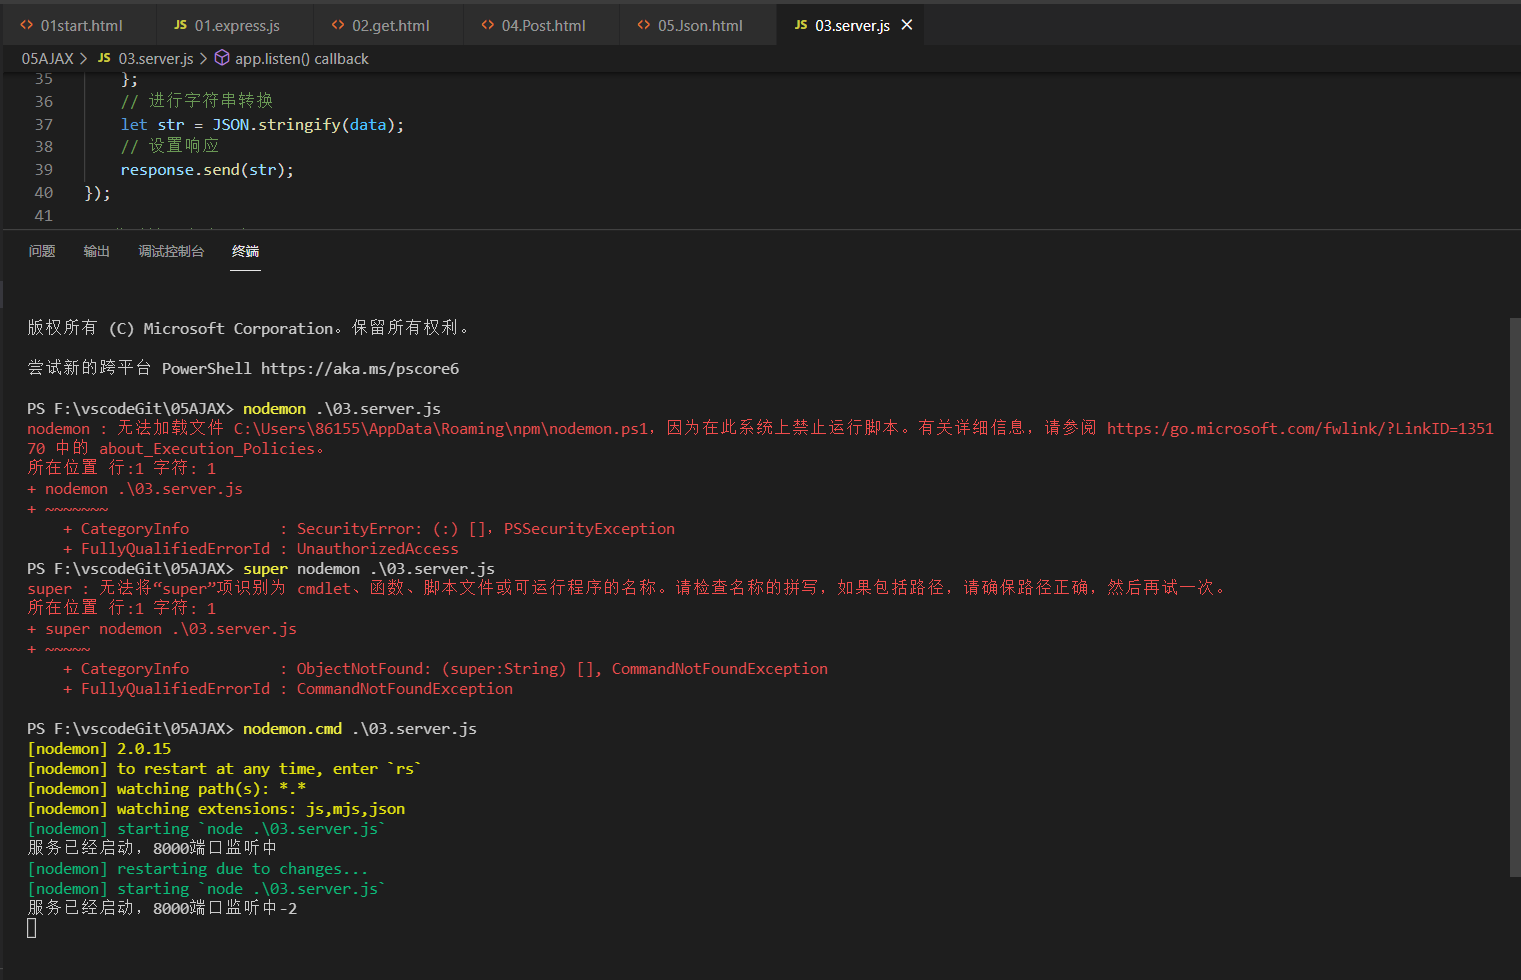 01start.html JS 01.express.js 02.get.html 04.Post.html 05.Json.html JS 03.server.js
05AJAX > JS 03.server.js > app.listen() callback
35 };
36 // 进行字符串转换
37 let str = JSON.stringify(data);
38 // 设置响应
39 response.send(str);
40 });
41
问题 输出 调试控制台 终端
版权所有 (C) Microsoft Corporation。保留所有权利。
尝试新的跨平台 PowerShell https://aka.ms/pscore6
PS F:\vscodeGit\05AJAX> nodemon .\03.server.js
nodemon : 无法加载文件 C:\Users\86155\AppData\Roaming\npm\nodemon.ps1，因为在此系统上禁止运行脚本。有关详细信息，请参阅 https:/go.microsoft.com/fwlink/?LinkID=1351
70 中的 about_Execution_Policies。
所在位置 行:1 字符: 1
+ nodemon .\03.server.js
+ ~~~~~~~
+ CategoryInfo : SecurityError: (:) []，PSSecurityException
+ FullyQualifiedErrorId : UnauthorizedAccess
PS F:\vscodeGit\05AJAX> super nodemon .\03.server.js
super : 无法将“super”项识别为 cmdlet、函数、脚本文件或可运行程序的名称。请检查名称的拼写，如果包括路径，请确保路径正确，然后再试一次。
所在位置 行:1 字符: 1
+ super nodemon .\03.server.js
+ ~~~~~
+ CategoryInfo : ObjectNotFound: (super:String) [], CommandNotFoundException
+ FullyQualifiedErrorId : CommandNotFoundException
PS F:\vscodeGit\05AJAX> nodemon.cmd .\03.server.js
[nodemon] 2.0.15
[nodemon] to restart at any time, enter `rs`
[nodemon] watching path(s): *.*
[nodemon] watching extensions: js,mjs,json
[nodemon] starting `node .\03.server.js`
服务已经启动，8000端口监听中
[nodemon] restarting due to changes...
[nodemon] starting `node .\03.server.js`
服务已经启动，8000端口监听中-2